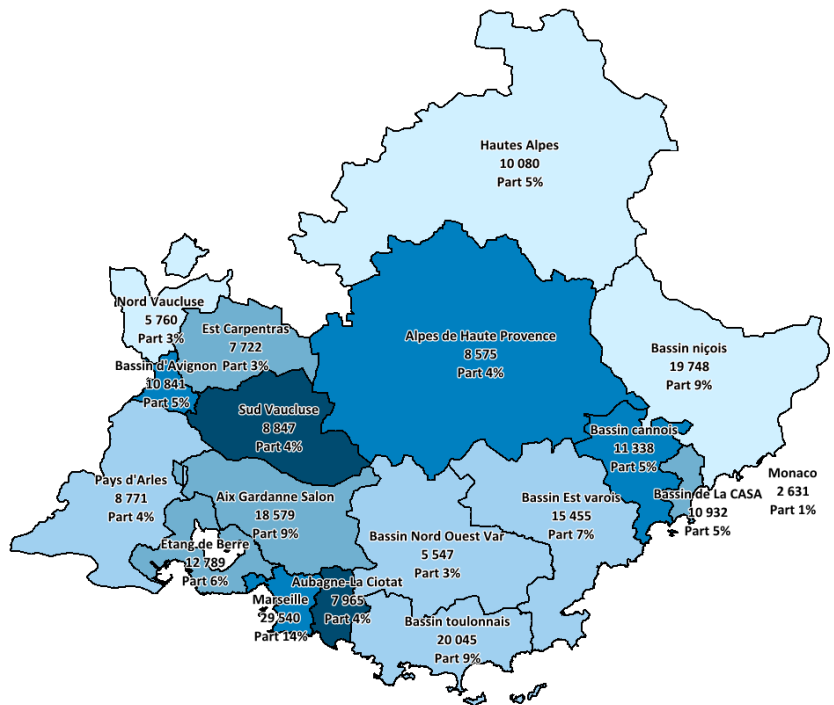 Hautes Alpes
10 080
Part 5%
Nord Vaucluse
5 760
Part 3%
Est Carpentras
7 722
Part 3%
Alpes de Haute Provence
8 575
Part 4%
Bassin niçois
19 748
Part 9%
Bassin d'Avignon
10 841
Part 5%
Sud Vaucluse
8 847
Part 4%
Bassin cannois
11 338
Part 5%
Monaco
2 631
Part 1%
Pays d'Arles
8 771
Part 4%
Aix Gardanne Salon
18 579
Part 9%
Bassin Est varois
15 455
Part 7%
Bassin de La CASA
10 932
Part 5%
Etang de Berre
12 789
Part 6%
Bassin Nord Ouest Var
5 547
Part 3%
Aubagne-La Ciotat
7 965
Part 4%
Marseille
29 540
Part 14%
Bassin toulonnais
20 045
Part 9%